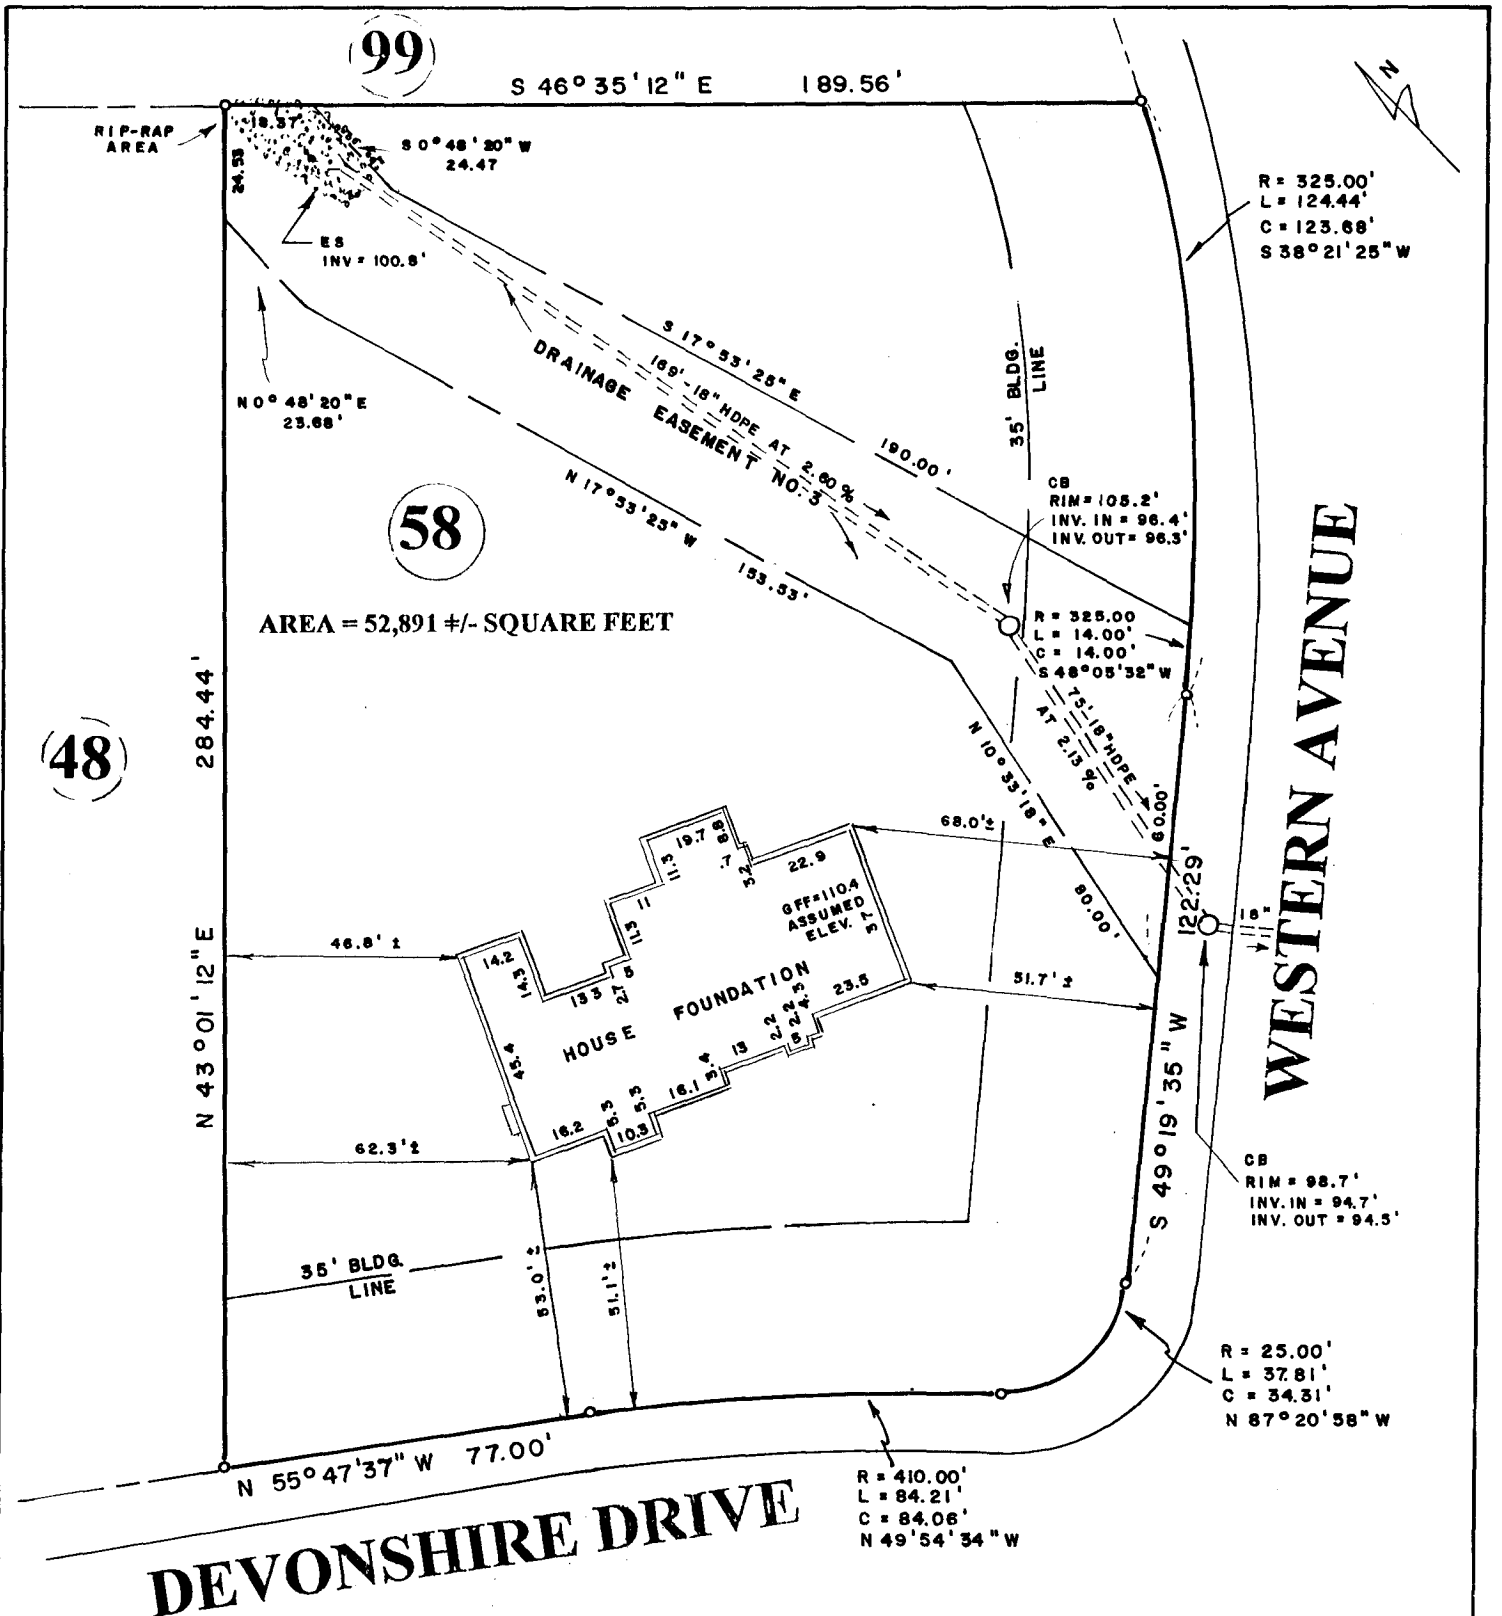 99
S 46° 35' 12" E 189.56'
N
RIP-RAP
AREA
18.37
24.53
S 0° 48' 20" W
24.47
ES
INV = 100.8'
R = 325.00'
L = 124.44'
C = 123.68'
S 38° 21' 25" W
N 0° 48' 20" E
23.68'
S 17° 53' 25" E
190.00'
169'-18" HDPE AT 2.60 %
DRAINAGE EASEMENT NO. 3
N 17° 53' 25" W
153.53'
35' BLDG.
LINE
CB
RIM = 105.2'
INV. IN = 96.4'
INV. OUT = 96.3'
58
AREA = 52,891 +/- SQUARE FEET
R = 325.00
L = 14.00'
C = 14.00'
S 48° 05' 32" W
75'-18" HDPE
AT 2.13 %
N 10° 33' 18" E
80.00'
60.00'
122.29'
S 49° 19' 35" W
WESTERN AVENUE
48
284.44'
N 43° 01' 12" E
68.0' ±
46.8' ±
51.7' ±
62.3' ±
18"
19.7
8.8
.7
3.2
22.9
11.3
11
11.3
5
2.7
13.3
14.3
14.2
GFF=110.4
ASSUMED
ELEV.
37
HOUSE FOUNDATION
23.5
4.3
2.2
2.2
5
13
3.4
16.1
5.3
10.3
5.3
16.2
45.4
CB
RIM = 98.7'
INV. IN = 94.7'
INV. OUT = 94.5'
35' BLDG.
LINE
53.0' ±
51.1' ±
R = 25.00'
L = 37.81'
C = 34.31'
N 87° 20' 58" W
N 55° 47' 37" W 77.00'
R = 410.00'
L = 84.21'
C = 84.06'
N 49° 54' 34" W
DEVONSHIRE DRIVE